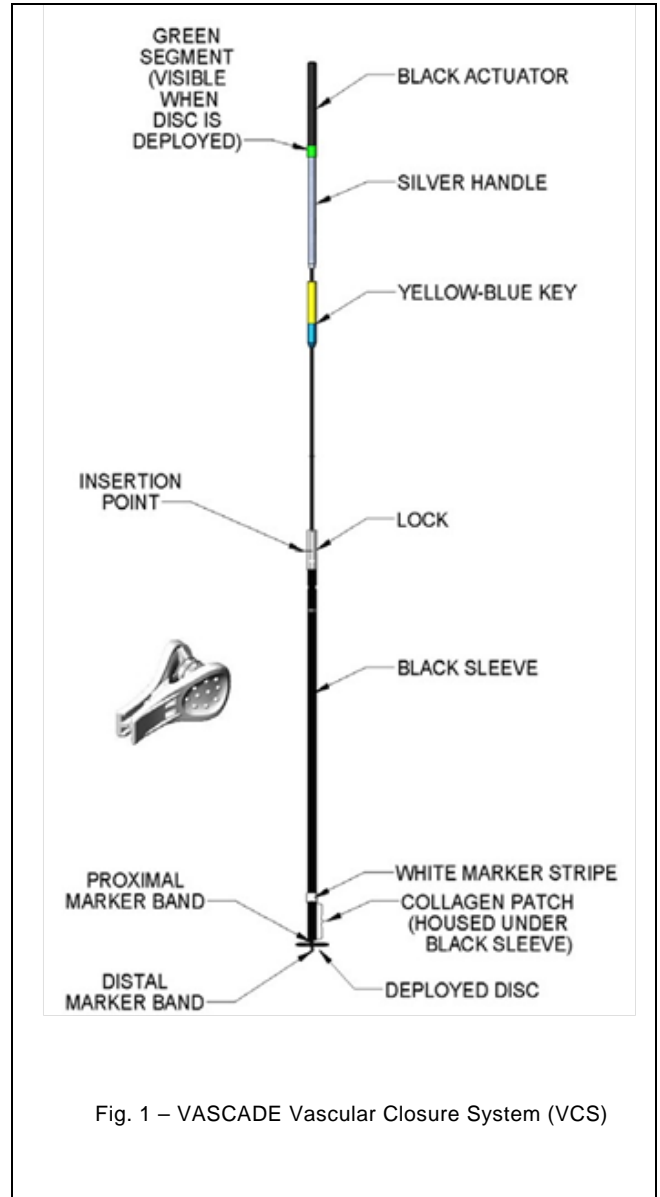 GREEN
SEGMENT
(VISIBLE
WHEN
DISC IS
DEPLOYED)
BLACK ACTUATOR
SILVER HANDLE
YELLOW-BLUE KEY
INSERTION
POINT
LOCK
BLACK SLEEVE
WHITE MARKER STRIPE
PROXIMAL
MARKER BAND
COLLAGEN PATCH
(HOUSED UNDER
BLACK SLEEVE)
DISTAL
MARKER BAND
DEPLOYED DISC
Fig. 1 – VASCADE Vascular Closure System (VCS)